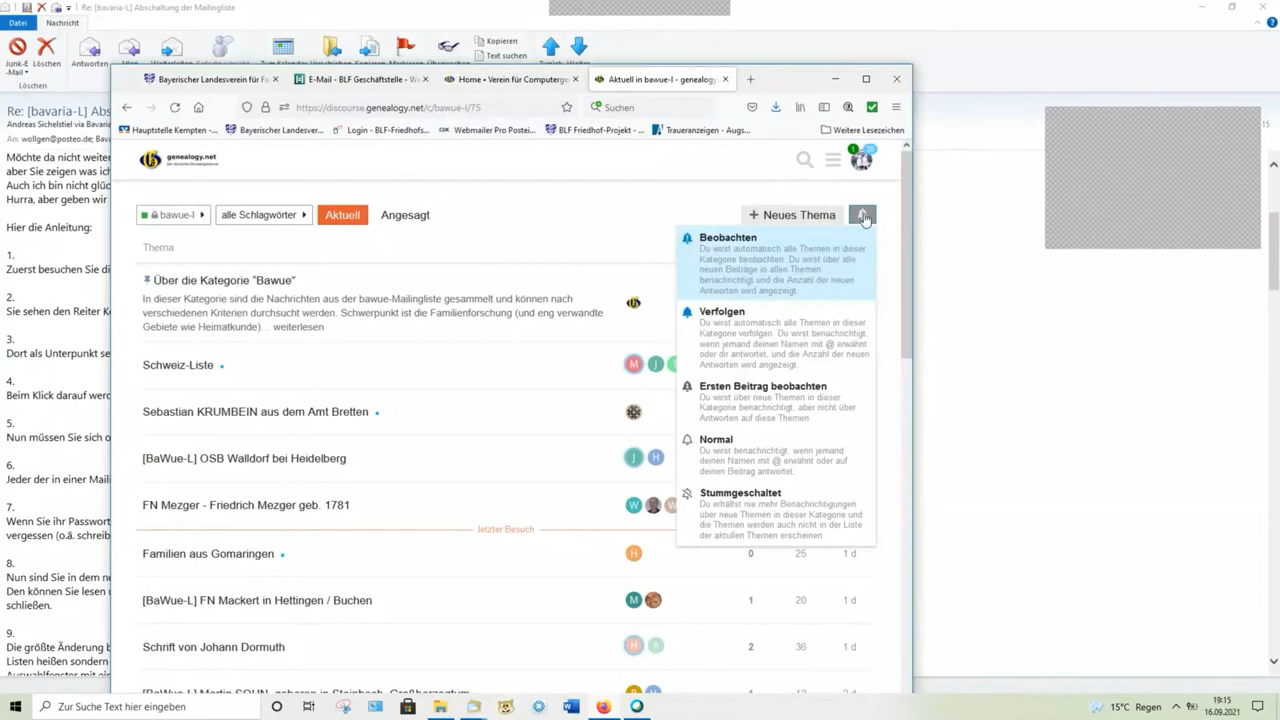 Re: [bavaria-L] Abschaltung der Mailingliste
Datei
Nachricht
Junk-E
-Mail
Löschen
Antworten
Kopieren
Text suchen
Löschen
Bayerischer Landesverein für Fa
E-Mail - BLF Geschäftstelle - We
Home • Verein für Computerge
Aktuell in bawue-l - genealogy
https://discourse.genealogy.net/c/bawue-l/75
Suchen
Hauptstelle Kempten -...
Bayerischer Landesver...
Login - BLF-Friedhofs...
Webmailer Pro Postei...
BLF Friedhof-Projekt - ...
Traueranzeigen - Augs...
Weitere Lesezeichen
Re: [bavaria-L] Abs
Andreas Sichelstiel via Bavaria
An: wollgen@posteo.de; Bava
15
Möchte da nicht weiter
aber Sie zeigen was ich
Auch ich bin nicht glüc
Hurra, aber geben wir
Hier die Anleitung:
1.
Zuerst besuchen Sie di
2.
Sie sehen den Reiter K
3.
Dort als Unterpunkt se
4.
Beim Klick darauf werd
5.
Nun müssen Sie sich o
6.
Jeder der in einer Maili
7.
Wenn Sie ihr Passwort
vergessen (o.ä. schreib
8.
Nun sind Sie in dem ne
Den können Sie lesen
schließen.
9.
Die größte Änderung b
Listen heißen sondern
genealogy.net
1
bawue-l
alle Schlagwörter
Aktuell
Angesagt
+ Neues Thema
Thema
Über die Kategorie "Bawue"
In dieser Kategorie sind die Nachrichten aus der bawue-Mailingliste gesammelt und können nach
verschiedenen Kriterien durchsucht werden. Schwerpunkt ist die Familienforschung (und eng verwandte
Gebiete wie Heimatkunde)... weiterlesen
Schweiz-Liste
M J
Sebastian KRUMBEIN aus dem Amt Bretten
[BaWue-L] OSB Walldorf bei Heidelberg
J H
FN Mezger - Friedrich Mezger geb. 1781
W
letzter Besuch
Familien aus Gomaringen
H 0 25 1 d
[BaWue-L] FN Mackert in Hettingen / Buchen
M 1 20 1 d
Schrift von Johann Dormuth
H A 2 36 1 d
Beobachten
Du wirst automatisch alle Themen in dieser
Kategorie beobachten. Du wirst über alle
neuen Beiträge in allen Themen
benachrichtigt und die Anzahl der neuen
Antworten wird angezeigt.
Verfolgen
Du wirst automatisch alle Themen in dieser
Kategorie verfolgen. Du wirst benachrichtigt,
wenn jemand deinen Namen mit @ erwähnt
oder dir antwortet, und die Anzahl der neuen
Antworten wird angezeigt.
Ersten Beitrag beobachten
Du wirst über neue Themen in dieser
Kategorie benachrichtigt, aber nicht über
Antworten auf diese Themen.
Normal
Du wirst benachrichtigt, wenn jemand
deinen Namen mit @ erwähnt oder auf
deinen Beitrag antwortet.
Stummgeschaltet
Du erhältst nie mehr Benachrichtigungen
über neue Themen in dieser Kategorie und
die Themen werden auch nicht in der Liste
der aktullen Themen erscheinen.
Zur Suche Text hier eingeben
15°C Regen
19:15
16.09.2021